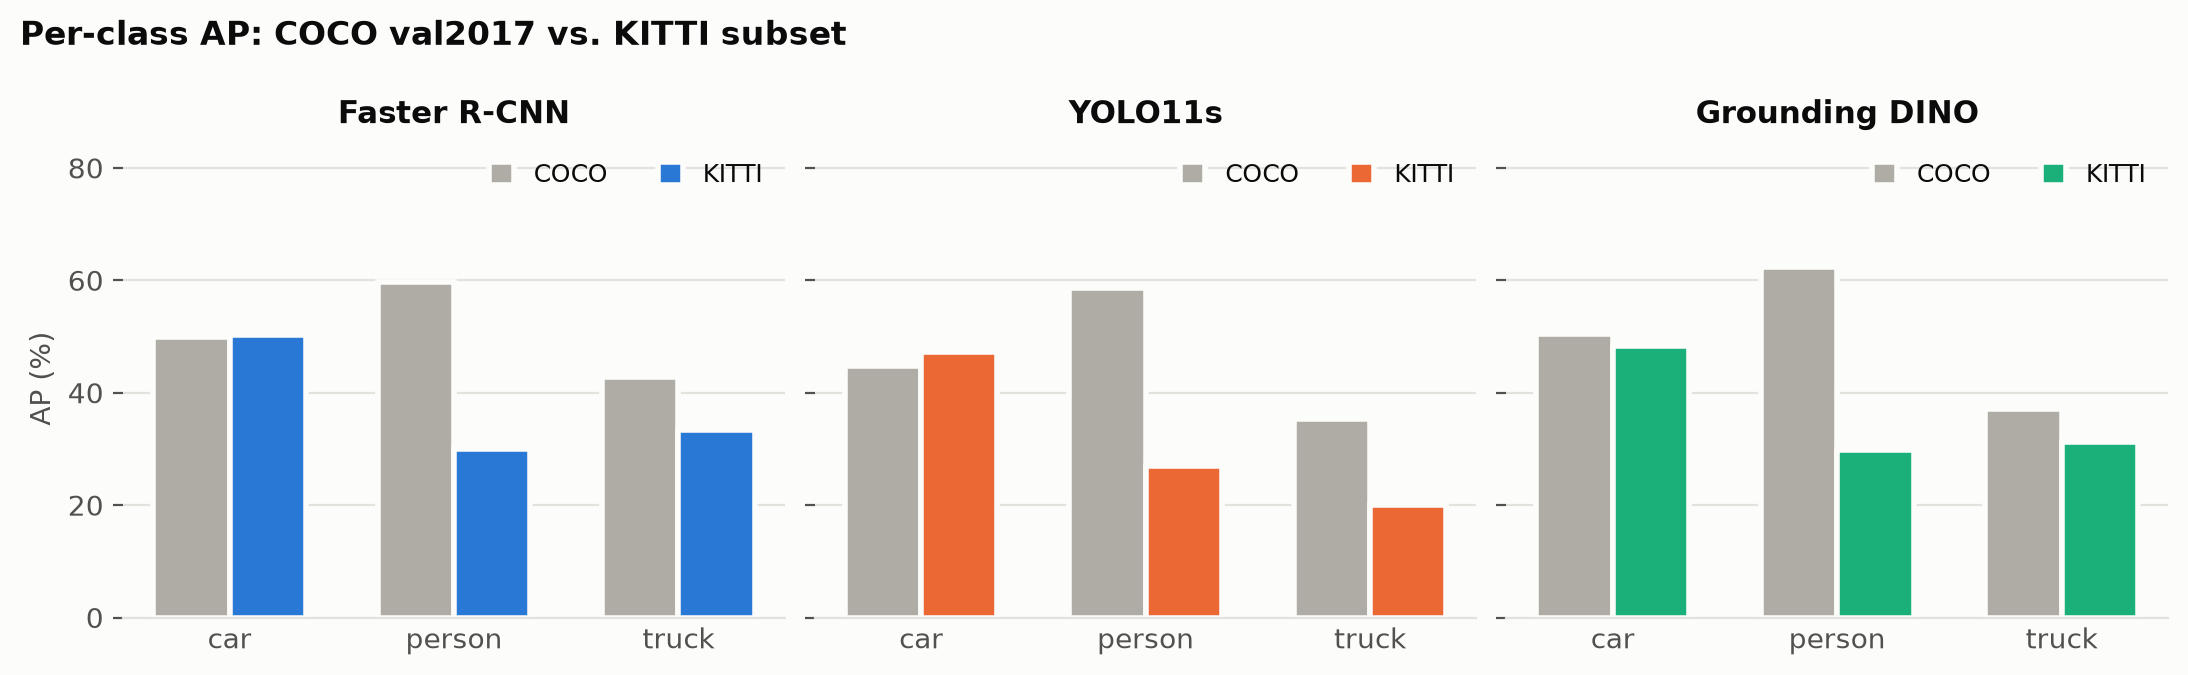 Per-class AP: COCO val2017 vs. KITTI subset
Faster R-CNN
YOLO11s
Grounding DINO
COCO KITTI
COCO KITTI
COCO KITTI
AP (%)
80
60
40
20
0
car person truck
car person truck
car person truck